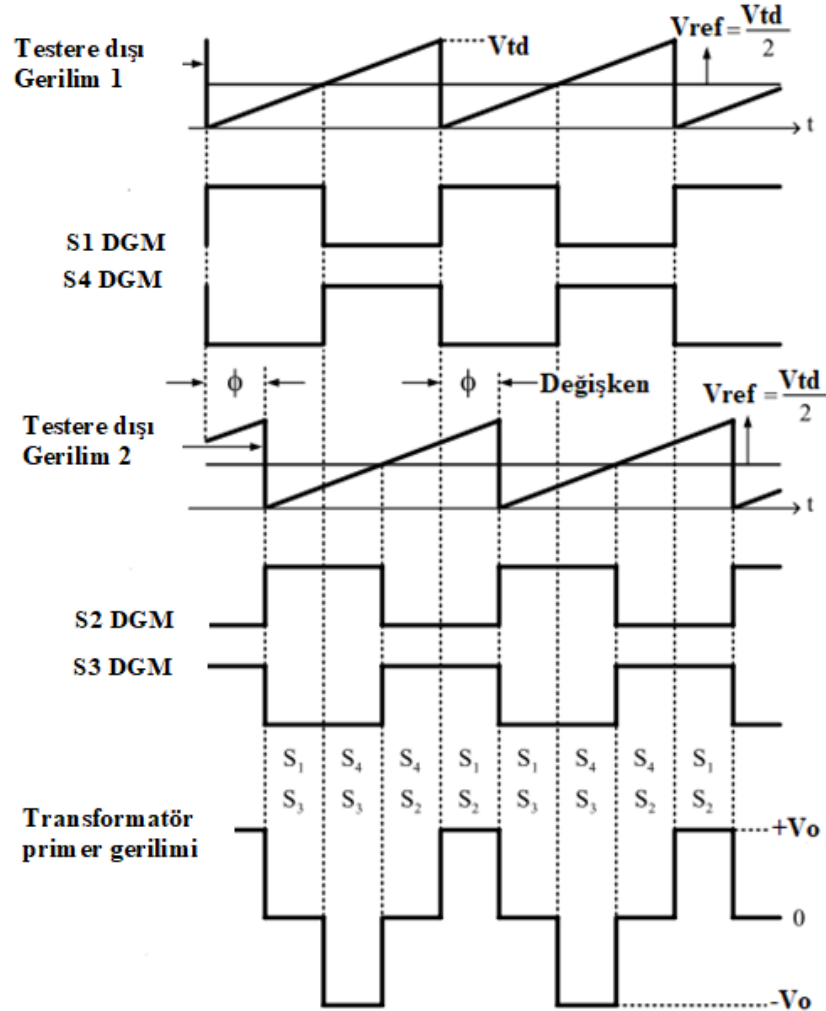 Testere dışı
Gerilim 1
Vtd
Vref = Vtd/2
t
S1 DGM
S4 DGM
ϕ
ϕ
Değişken
Vref = Vtd/2
Testere dışı
Gerilim 2
t
S2 DGM
S3 DGM
S₁ S₄ S₄ S₁ S₁ S₄ S₄ S₁
S₃ S₃ S₂ S₂ S₃ S₃ S₂ S₂
Transformatör
primer gerilimi
+Vo
0
-Vo